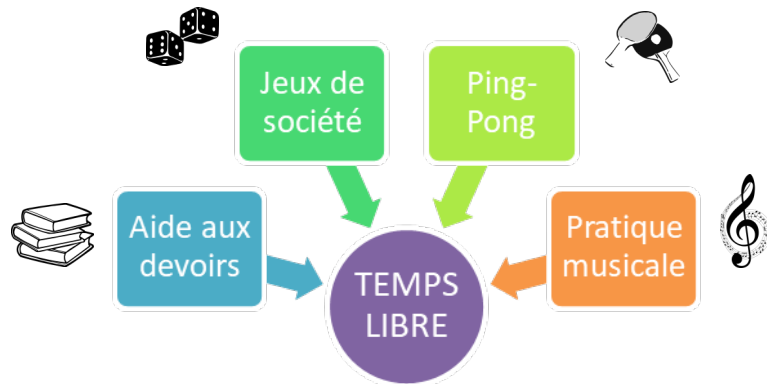 Jeux de
société
Ping-
Pong
Aide aux
devoirs
Pratique
musicale
TEMPS
LIBRE